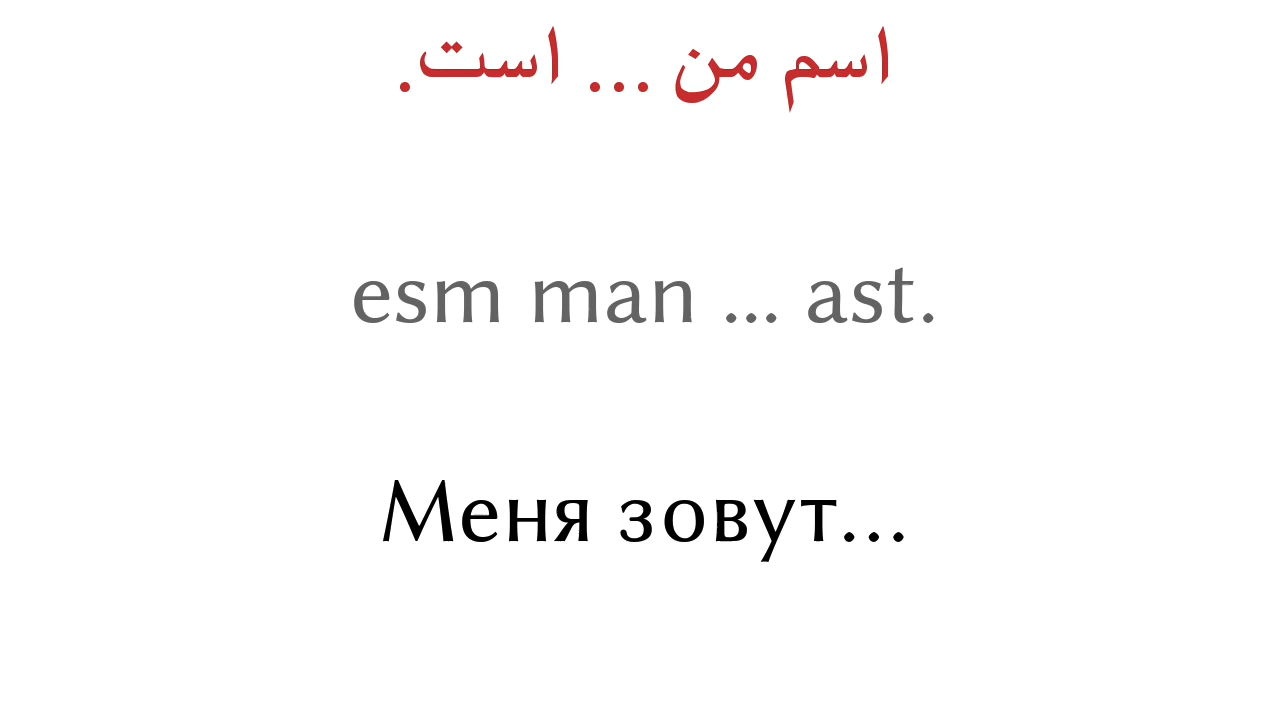 اسم من ... است.
esm man ... ast.
Меня зовут...